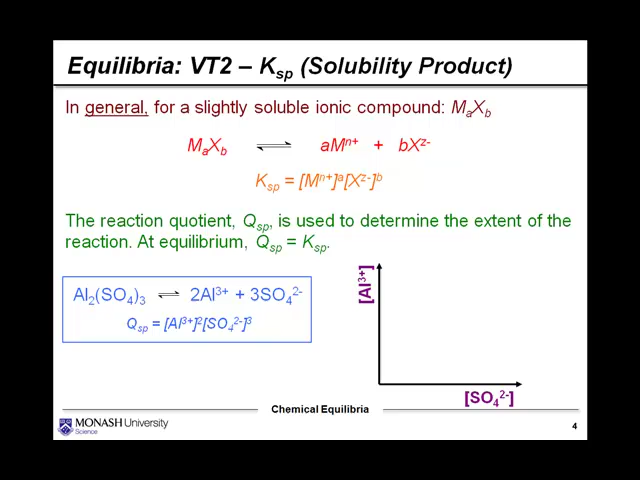 Equilibria: VT2 – Ksp (Solubility Product)
In general, for a slightly soluble ionic compound: MaXb
MaXb ⇌ aMⁿ⁺ + bXᶻ⁻
Ksp = [Mⁿ⁺]ᵃ[Xᶻ⁻]ᵇ
The reaction quotient, Qsp, is used to determine the extent of the
reaction. At equilibrium, Qsp = Ksp.
Al₂(SO₄)₃ ⇌ 2Al³⁺ + 3SO₄²⁻
Qsp = [Al³⁺]²[SO₄²⁻]³
[Al³⁺]
[SO₄²⁻]
Chemical Equilibria
MONASH University
Science
4